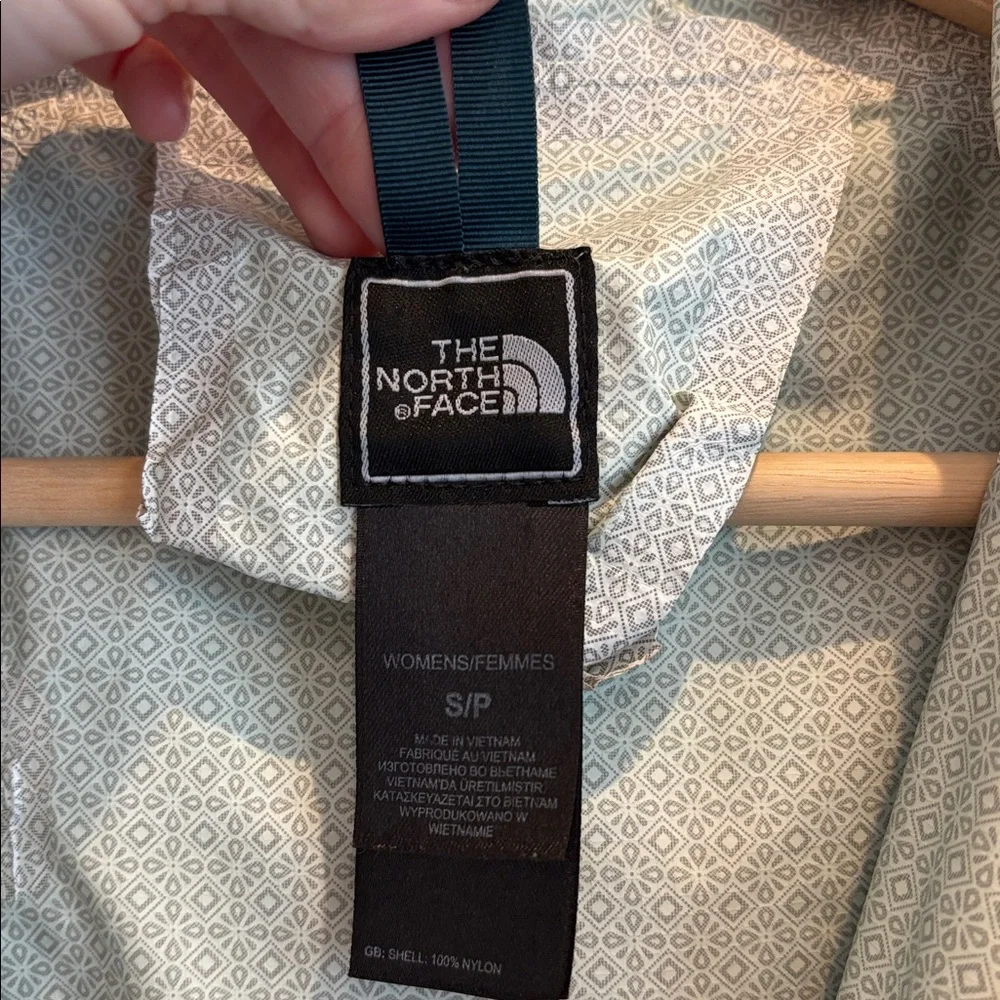 THE
NORTH
® FACE
WOMENS/FEMMES
S/P
MADE IN VIETNAM
FABRIQUÉ AU VIETNAM
ИЗГОТОВЛЕНО ВО ВЬЕТНАМЕ
VIETNAM'DA ÜRETILMISTIR
ΚΑΤΑΣΚΕΥΑΖΕΤΑΙ ΣΤΟ ΒΙΕΤΝΑΜ
WYPRODUKOWANO W
WIETNAMIE
GB: SHELL: 100% NYLON